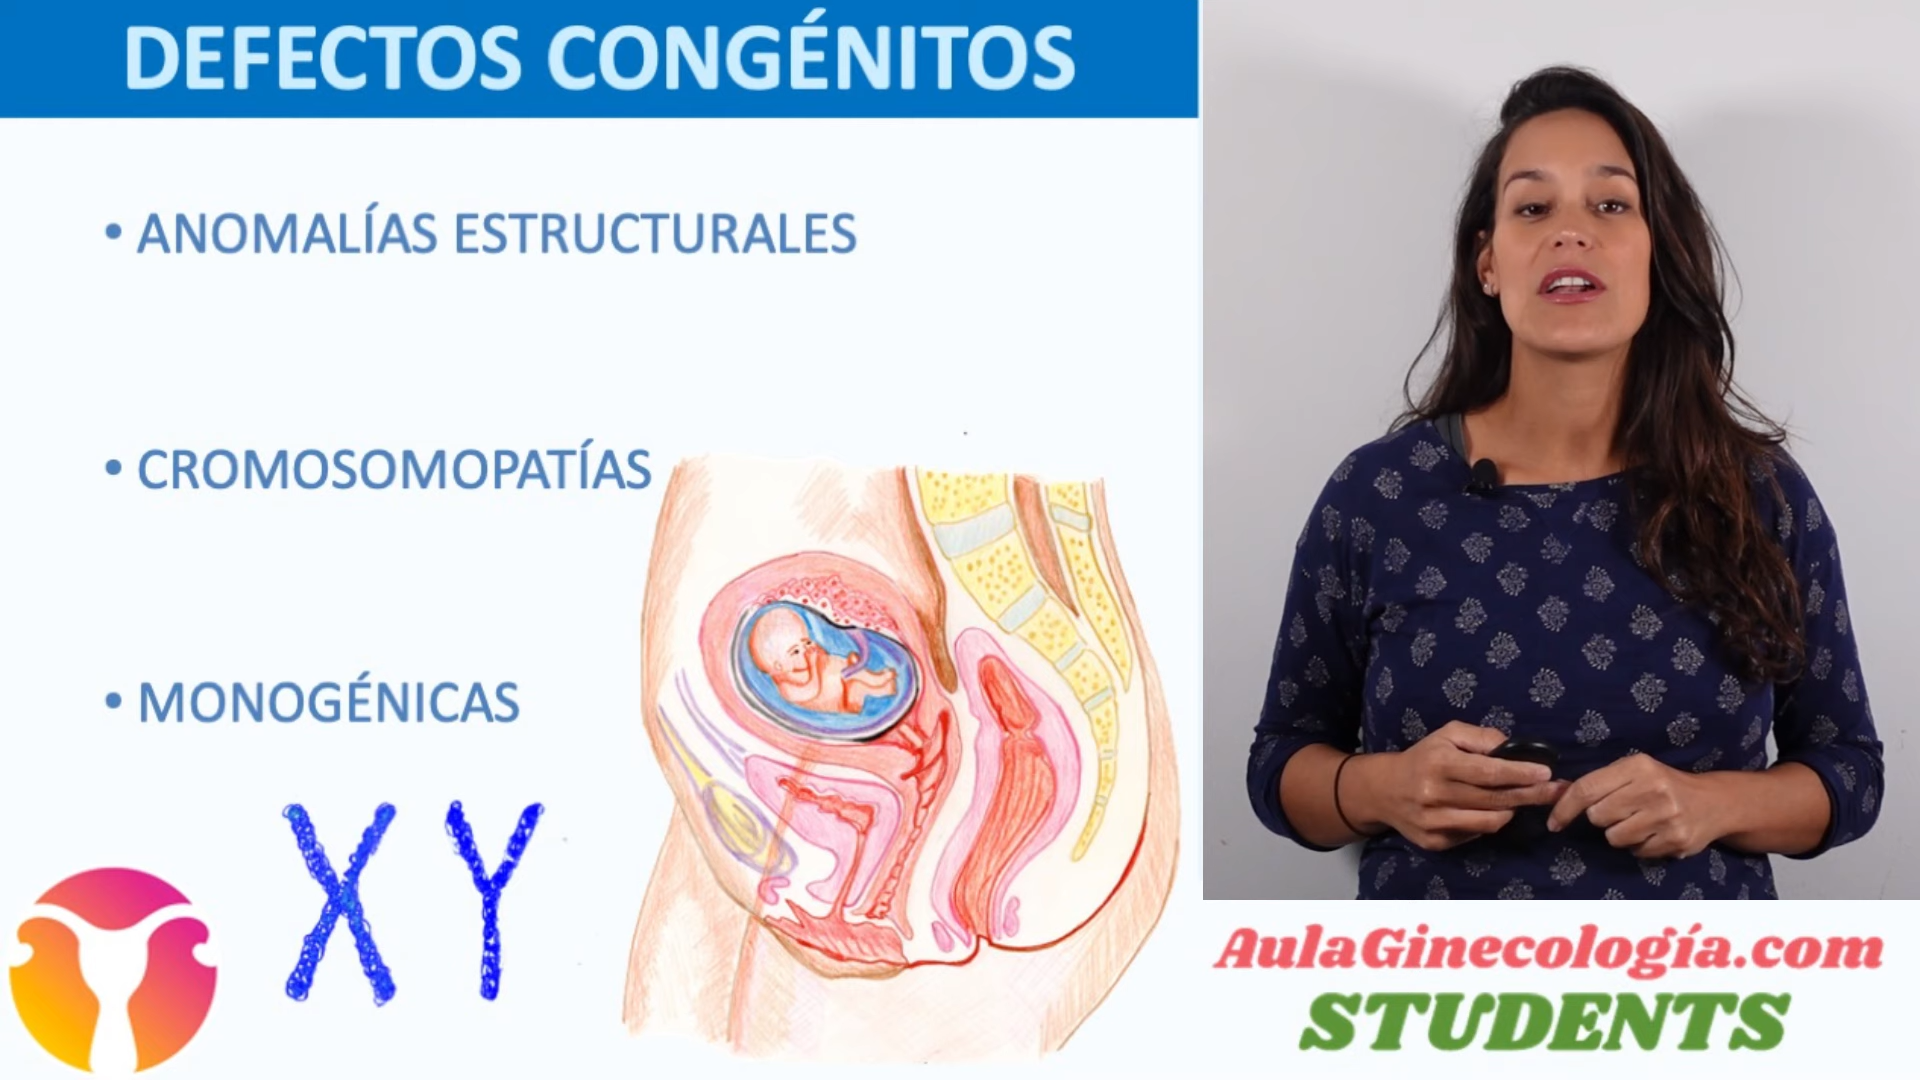 DEFECTOS CONGÉNITOS
• ANOMALÍAS ESTRUCTURALES
• CROMOSOMOPATÍAS
• MONOGÉNICAS
X Y
AulaGinecología.com
STUDENTS